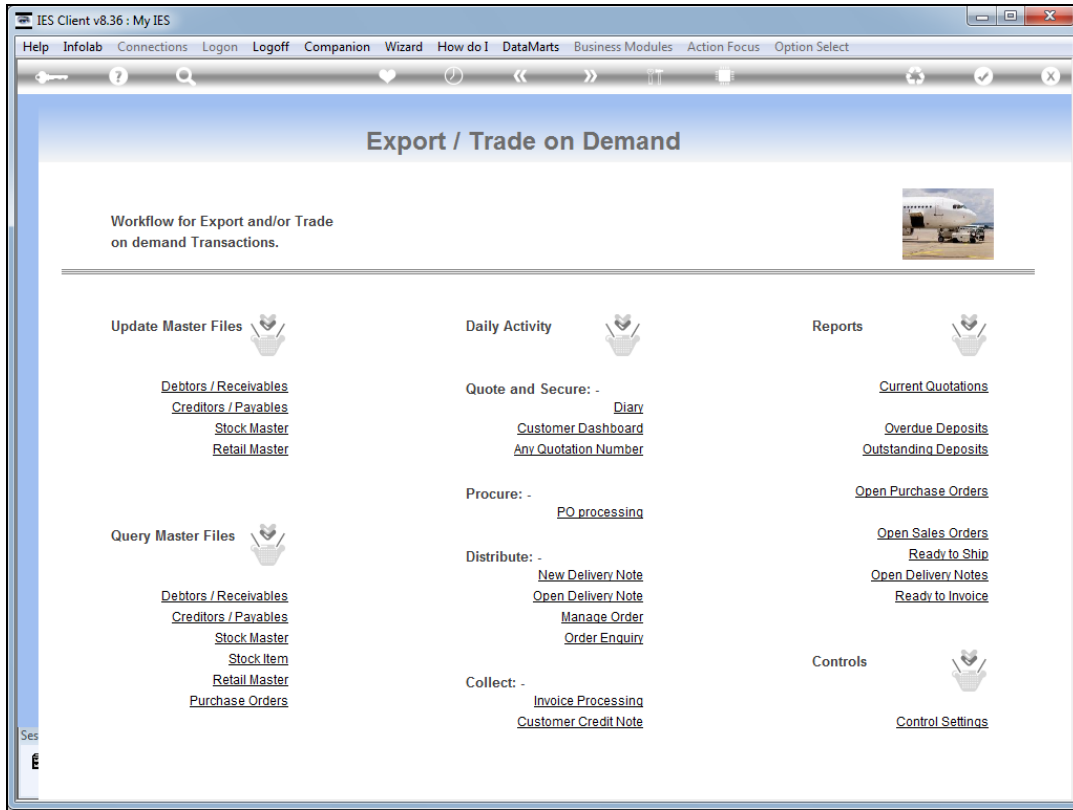 IES Client v8.36 : My IES
Help Infolab Connections Logon Logoff Companion Wizard How do I DataMarts Business Modules Action Focus Option Select
Export / Trade on Demand
Workflow for Export and/or Trade
on demand Transactions.
Update Master Files
Debtors / Receivables
Creditors / Payables
Stock Master
Retail Master
Query Master Files
Debtors / Receivables
Creditors / Payables
Stock Master
Stock Item
Retail Master
Purchase Orders
Daily Activity
Quote and Secure: -
Diary
Customer Dashboard
Any Quotation Number
Procure: -
PO processing
Distribute: -
New Delivery Note
Open Delivery Note
Manage Order
Order Enquiry
Collect: -
Invoice Processing
Customer Credit Note
Reports
Current Quotations
Overdue Deposits
Outstanding Deposits
Open Purchase Orders
Open Sales Orders
Ready to Ship
Open Delivery Notes
Ready to Invoice
Controls
Control Settings
Ses